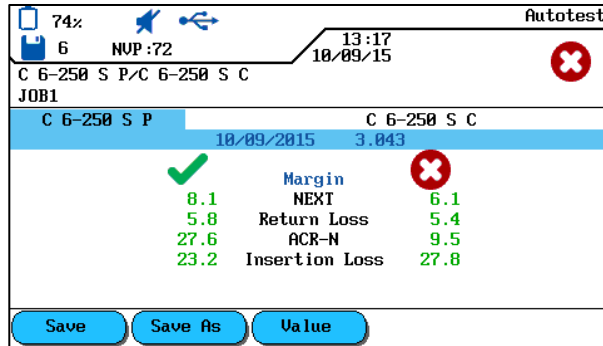 74% Autotest
6 NVP:72 13:17
10/09/15
C 6-250 S P/C 6-250 S C
JOB1
C 6-250 S P C 6-250 S C
10/09/2015 3.043
Margin
8.1 NEXT 6.1
5.8 Return Loss 5.4
27.6 ACR-N 9.5
23.2 Insertion Loss 27.8
Save Save As Value